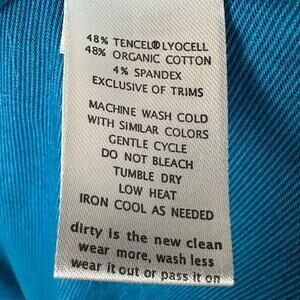 48% TENCEL®LYOCELL
48% ORGANIC COTTON
4% SPANDEX
EXCLUSIVE OF TRIMS
MACHINE WASH COLD
WITH SIMILAR COLORS
GENTLE CYCLE
DO NOT BLEACH
TUMBLE DRY
LOW HEAT
IRON COOL AS NEEDED
dirty is the new clean
wear more, wash less
wear it out or pass it on